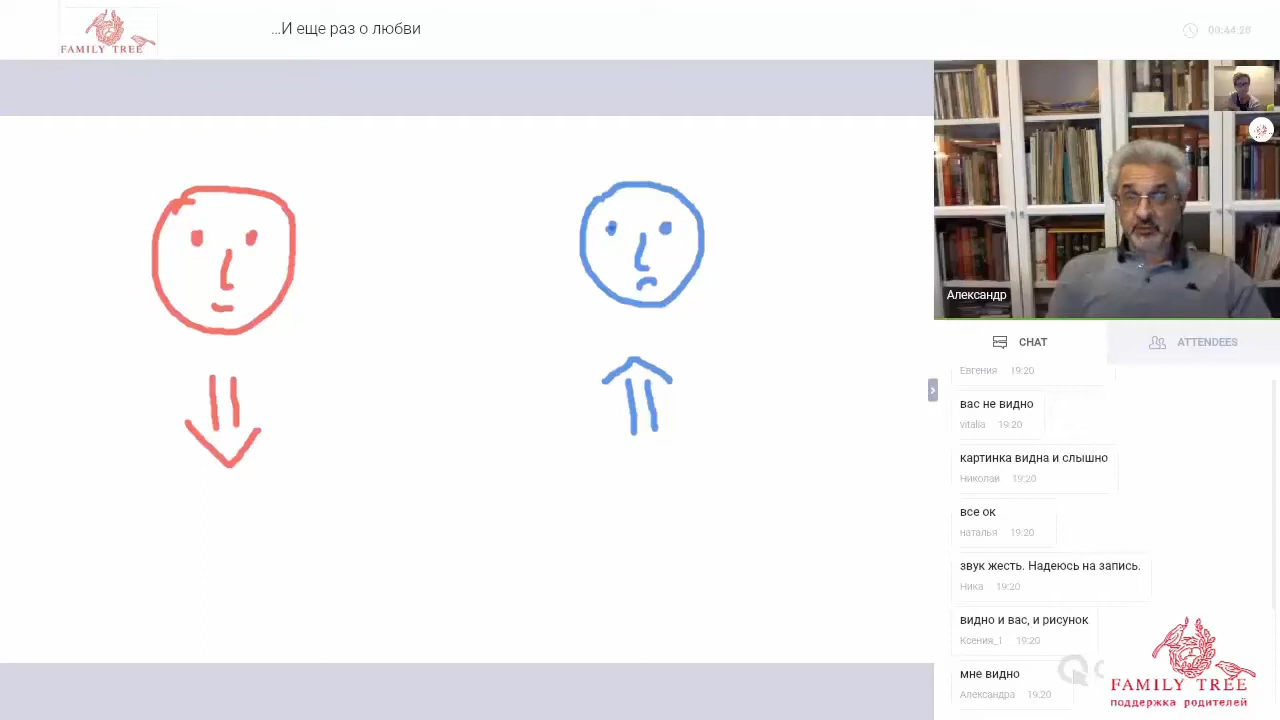 FAMILY TREE
...И еще раз о любви
00:44:26
Александр
CHAT
ATTENDEES
Евгения 19:20
вас не видно
vitalia 19:20
картинка видна и слышно
Николай 19:20
все ок
наталья 19:20
звук жесть. Надеюсь на запись.
Ника 19:20
видно и вас, и рисунок
Ксения_1 19:20
мне видно
Александра 19:20
FAMILY TREE
поддержка родителей